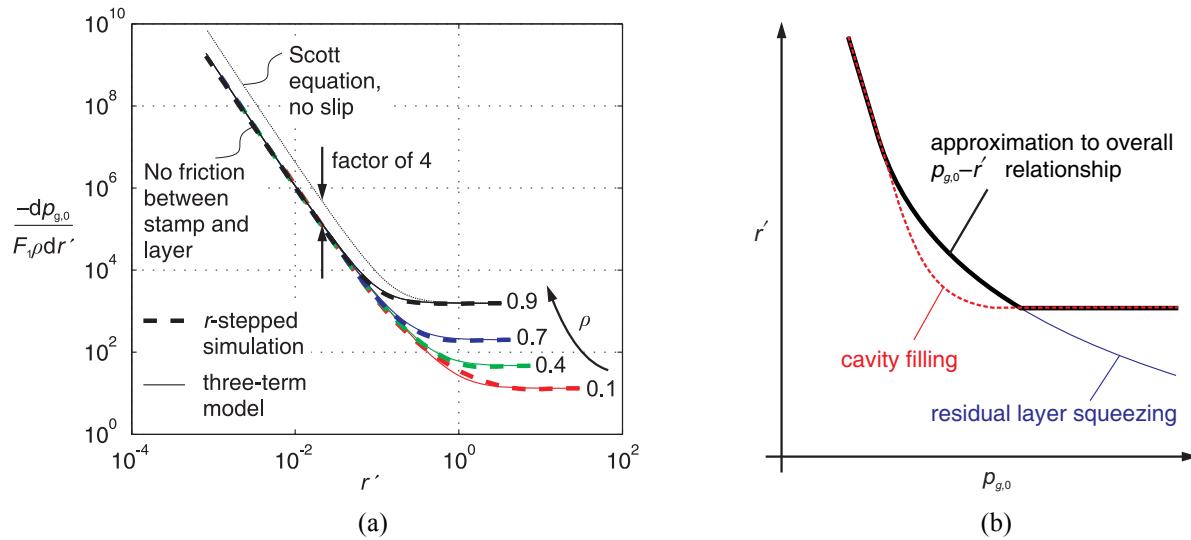 10^10
10^8
10^6
10^4
10^2
10^0
−dp_g,0
F_1ρdr′
Scott
equation,
no slip
factor of 4
No friction
between
stamp and
layer
0.9
0.7
0.4
0.1
ρ
r-stepped
simulation
three-term
model
10^-4
10^-2
10^0
10^2
r′
(a)
r′
approximation to overall
p_g,0–r′ relationship
cavity filling
residual layer squeezing
p_g,0
(b)